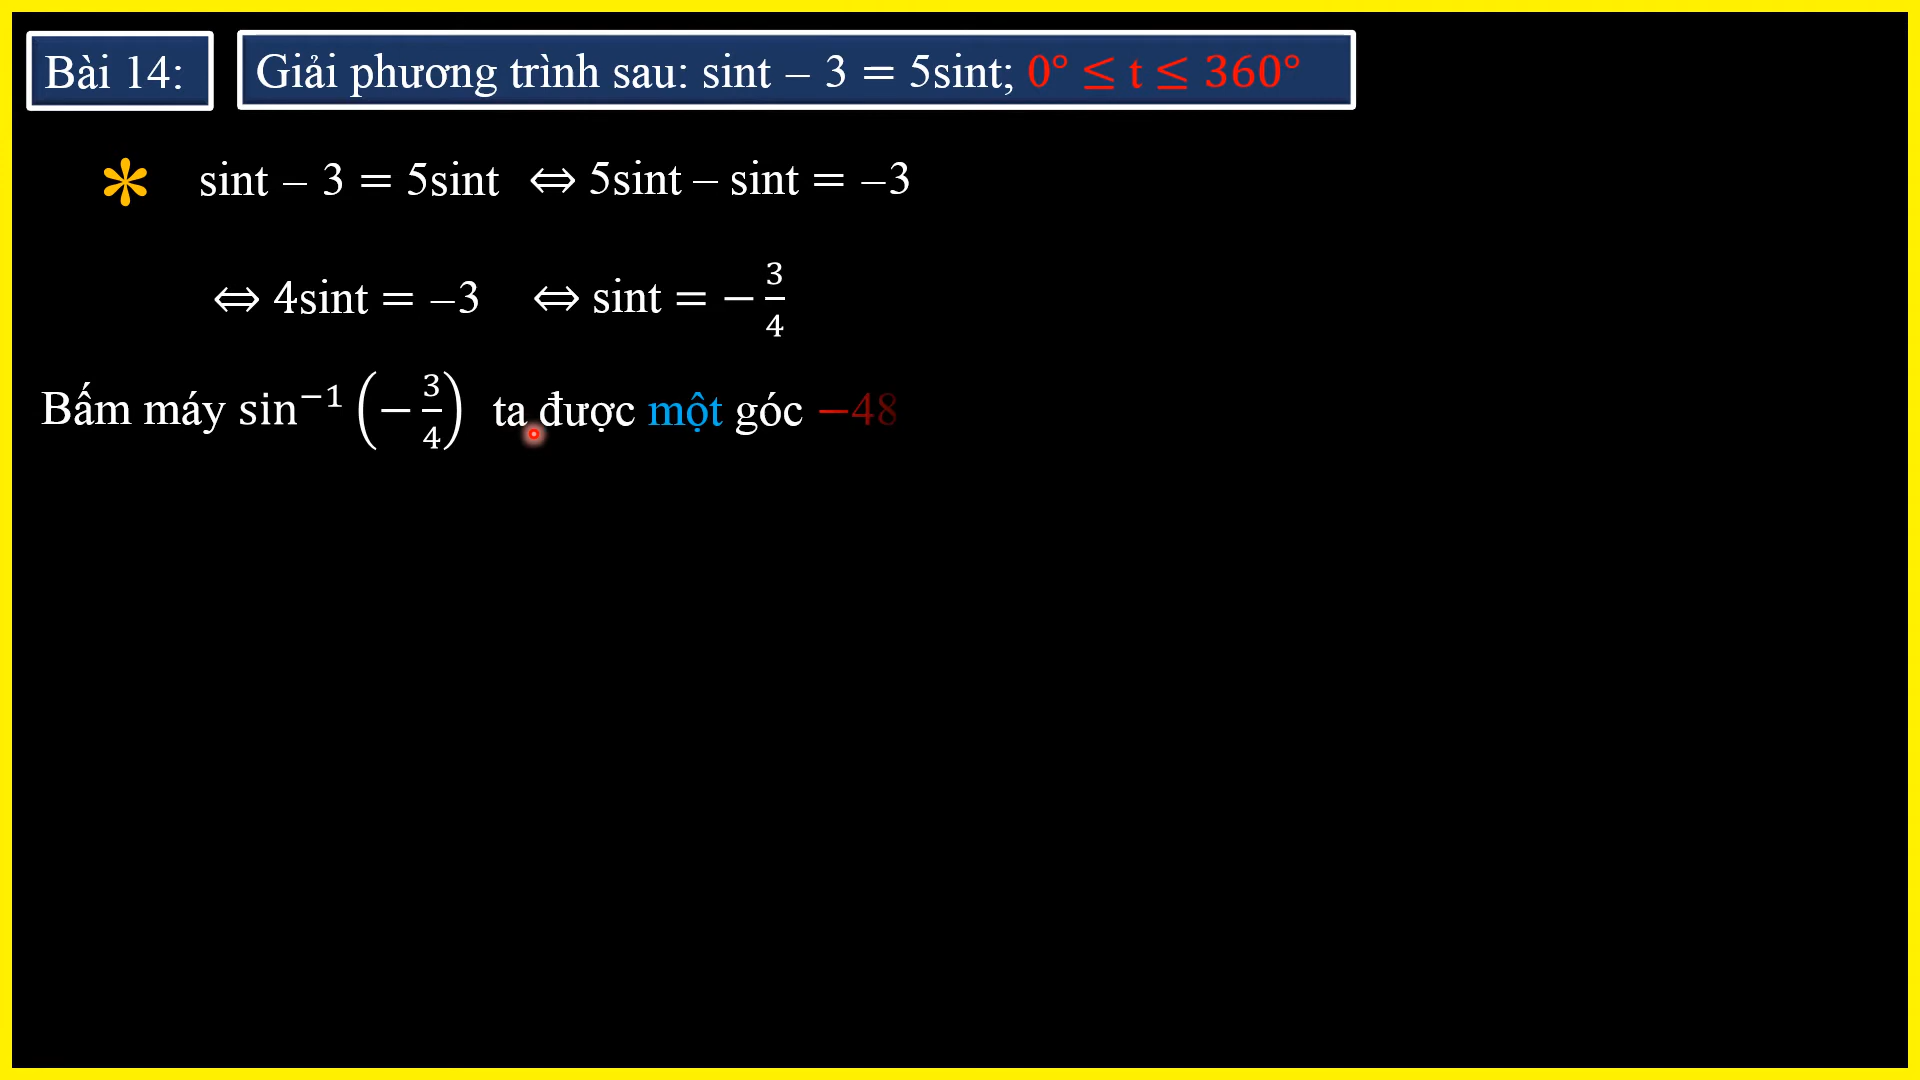 Bài 14:
Giải phương trình sau: sint – 3 = 5sint; 0° ≤ t ≤ 360°
* sint – 3 = 5sint ⇔ 5sint – sint = –3
⇔ 4sint = –3 ⇔ sint = −3/4
Bấm máy sin⁻¹(−3/4) ta được một góc −48